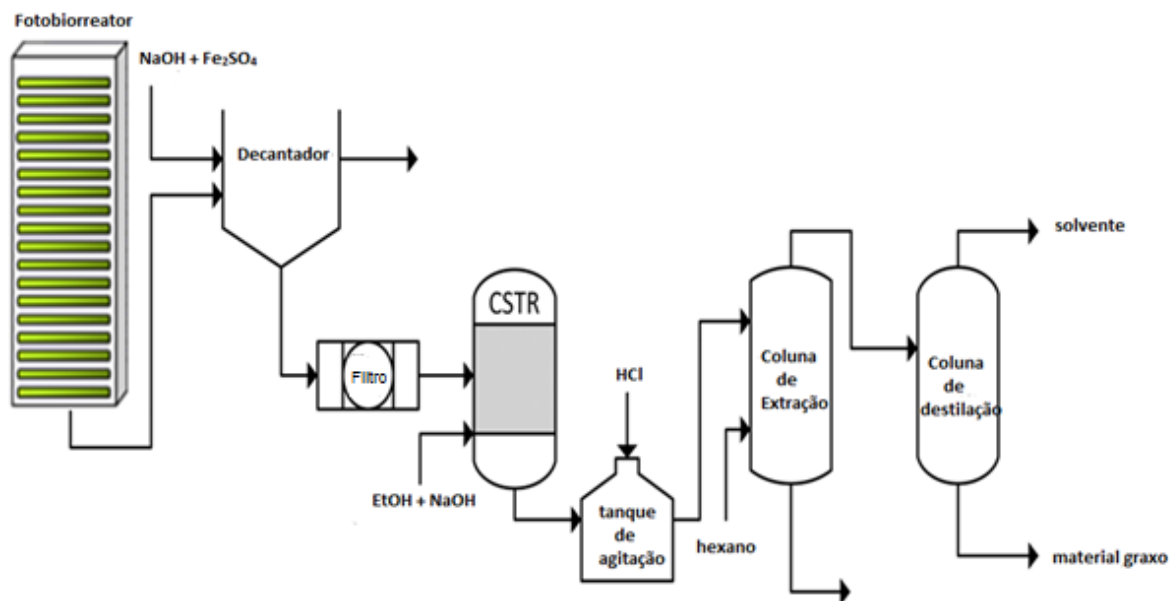 Fotobiorreator
NaOH + Fe₂SO₄
Decantador
Filtro
CSTR
EtOH + NaOH
HCl
tanque
de
agitação
hexano
Coluna
de
Extração
Coluna
de
destilação
solvente
material graxo